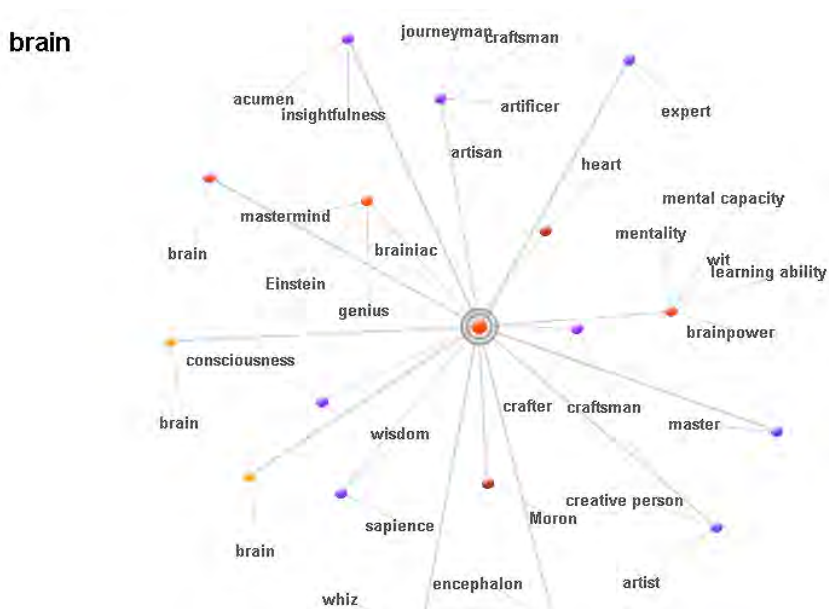 brain
journeyman
craftsman
acumen
insightfulness
artificer
expert
artisan
heart
mental capacity
mastermind
mentality
brain
brainiac
wit
learning ability
Einstein
genius
brainpower
consciousness
brain
crafter
craftsman
master
wisdom
creative person
sapience
Moron
brain
encephalon
artist
whiz